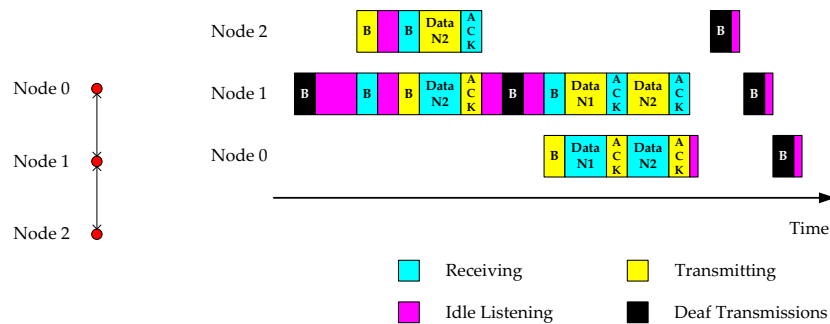 Node 2
B
B
Data
N2
A
C
K
B
Node 0
Node 1
B
B
B
Data
N2
A
C
K
B
B
Data
N1
A
C
K
Data
N2
A
C
K
B
Node 1
Node 0
B
Data
N1
A
C
K
Data
N2
A
C
K
B
Node 2
Time
Receiving
Transmitting
Idle Listening
Deaf Transmissions